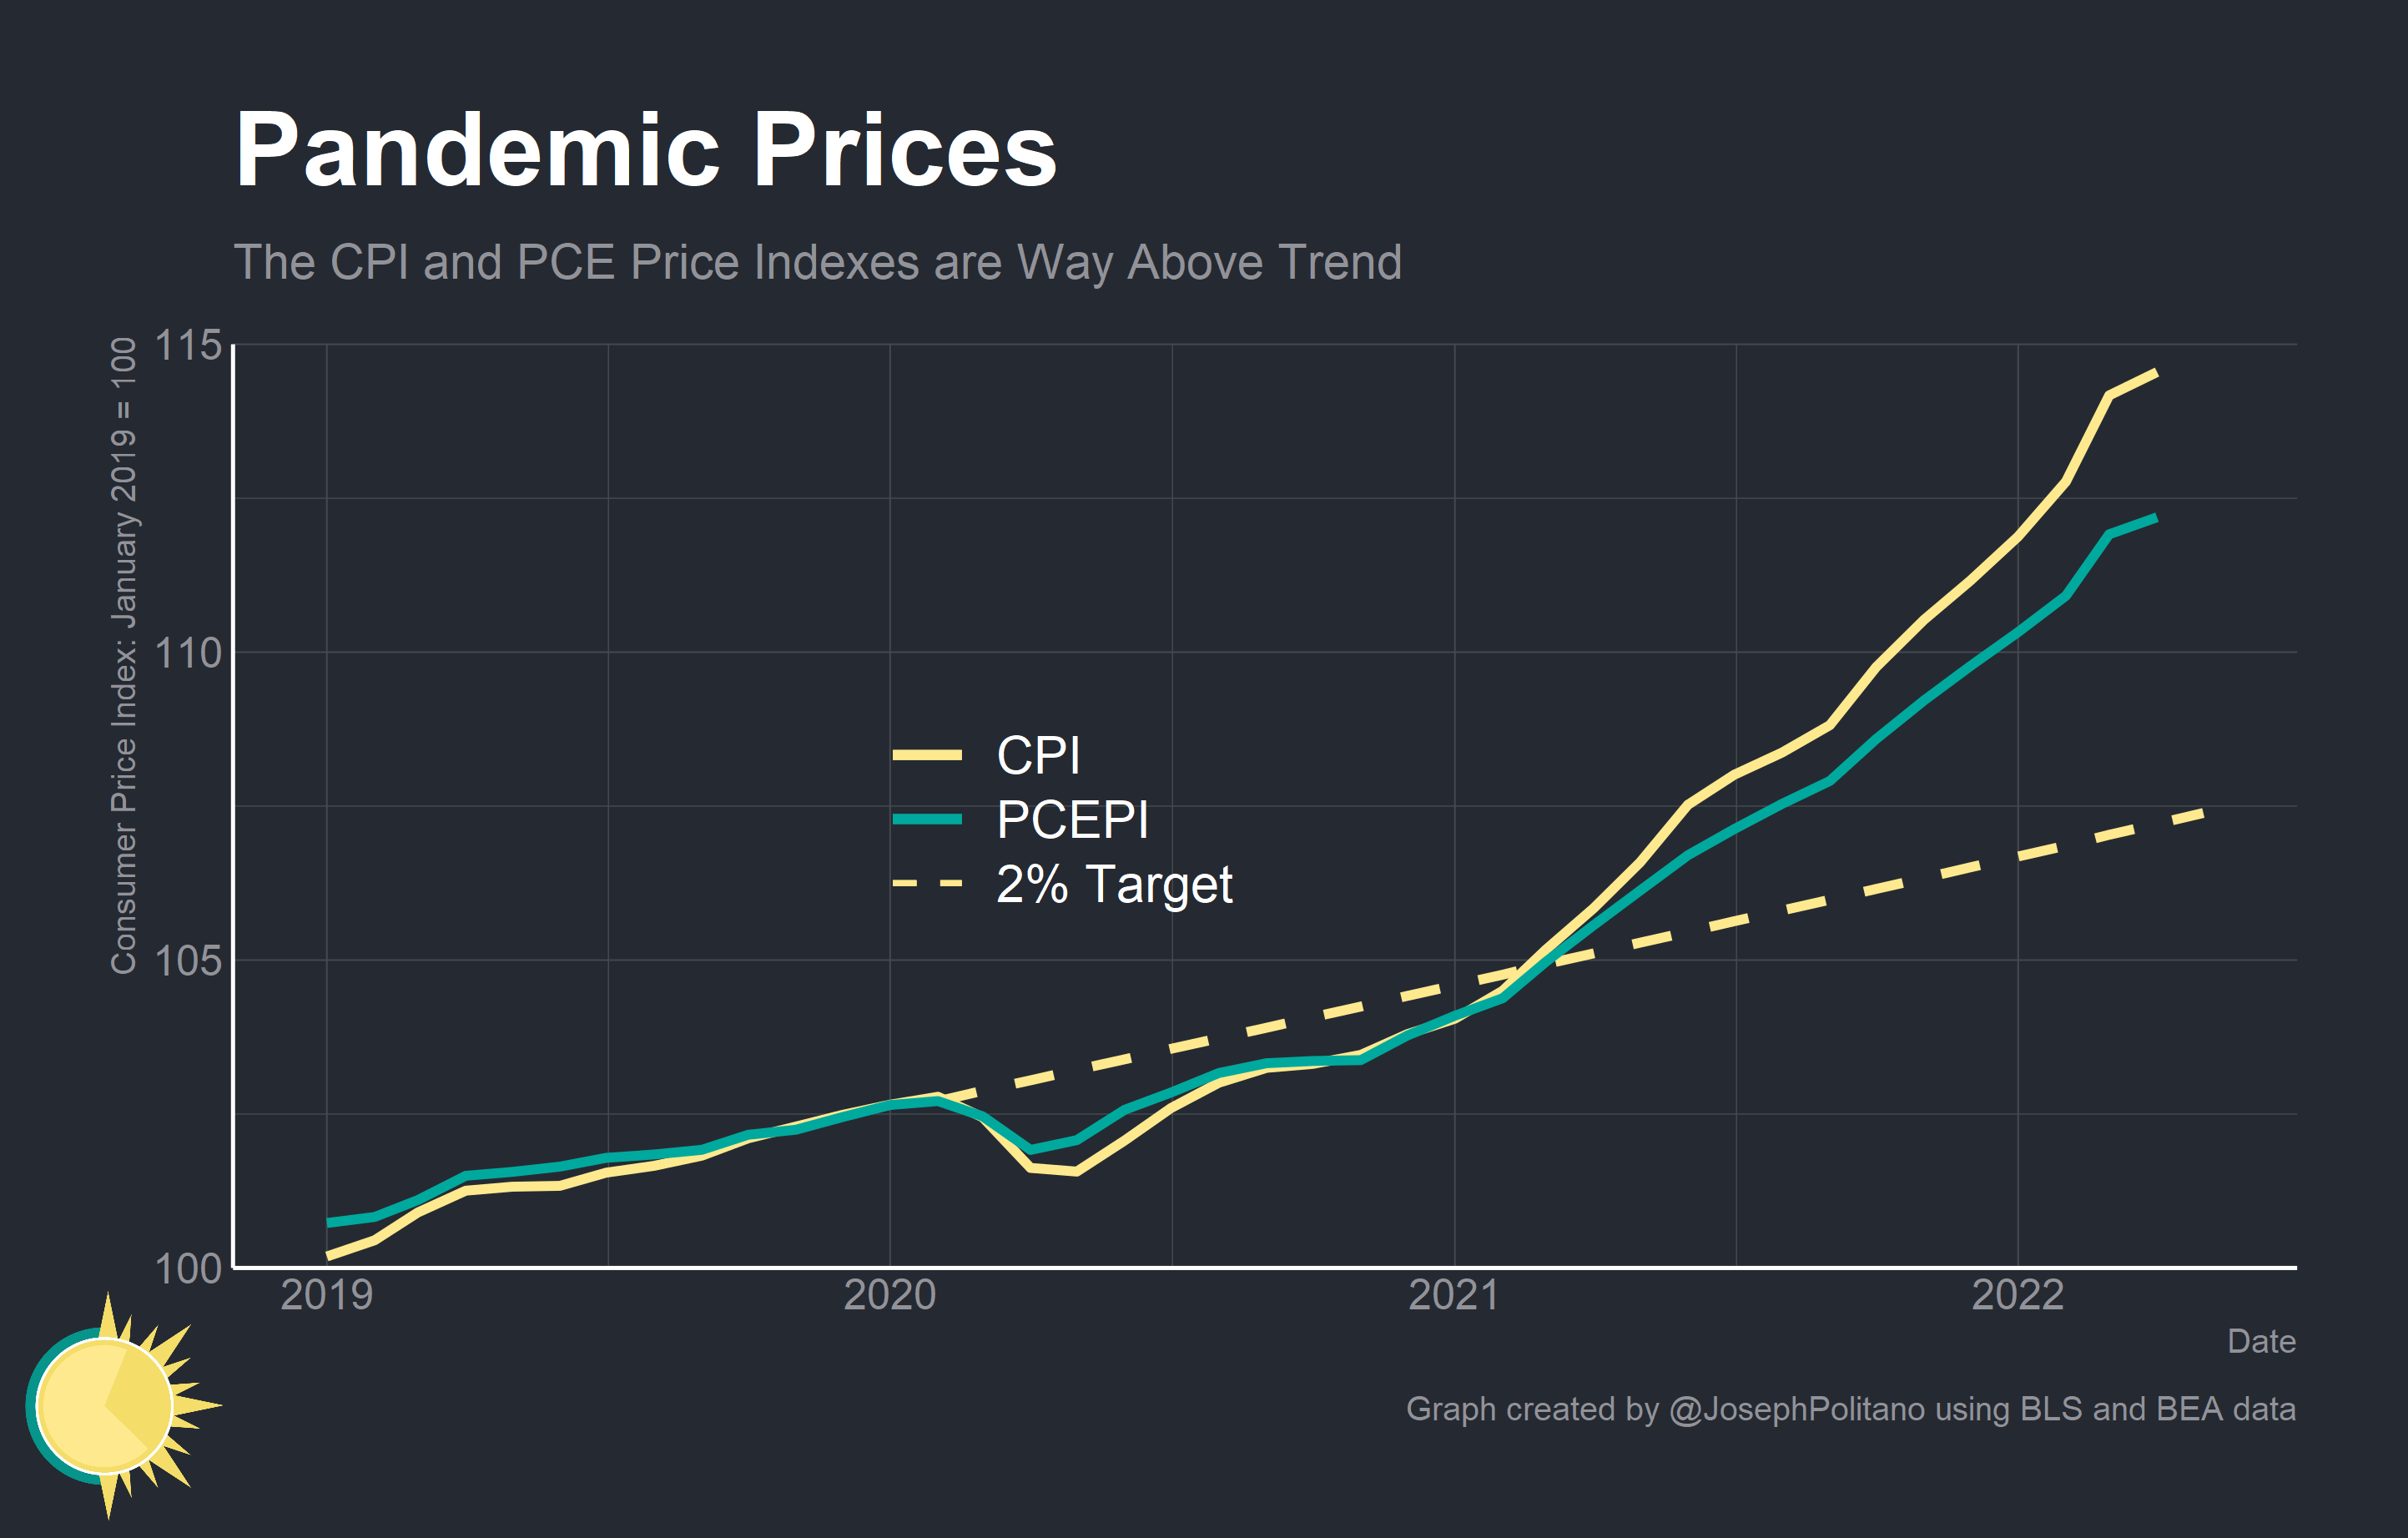 Pandemic Prices
The CPI and PCE Price Indexes are Way Above Trend
Consumer Price Index: January 2019 = 100
115
110
105
100
CPI
PCEPI
2% Target
2019
2020
2021
2022
Date
Graph created by @JosephPolitano using BLS and BEA data